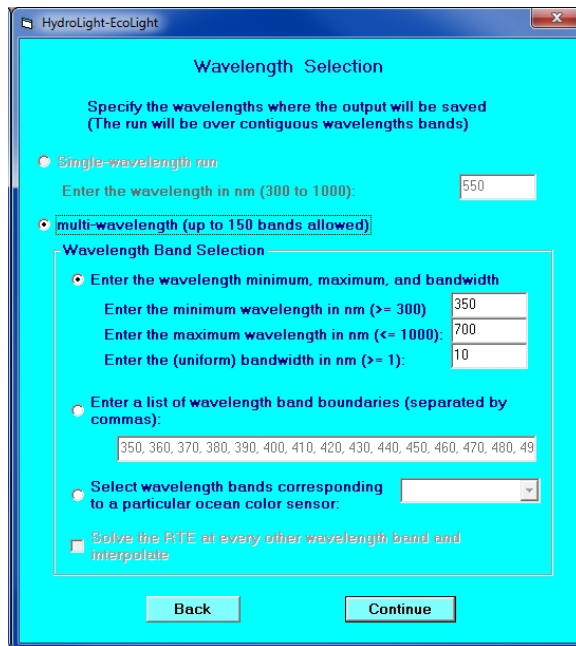 HydroLight-EcoLight
Wavelength Selection
Specify the wavelengths where the output will be saved
(The run will be over contiguous wavelengths bands)
Single-wavelength run
Enter the wavelength in nm (300 to 1000): 550
multi-wavelength (up to 150 bands allowed)
Wavelength Band Selection
Enter the wavelength minimum, maximum, and bandwidth
Enter the minimum wavelength in nm (>= 300) 350
Enter the maximum wavelength in nm (<= 1000): 700
Enter the (uniform) bandwidth in nm (>= 1): 10
Enter a list of wavelength band boundaries (separated by
commas):
350, 360, 370, 380, 390, 400, 410, 420, 430, 440, 450, 460, 470, 480, 49
Select wavelength bands corresponding
to a particular ocean color sensor:
Solve the RTE at every other wavelength band and
interpolate
Back Continue